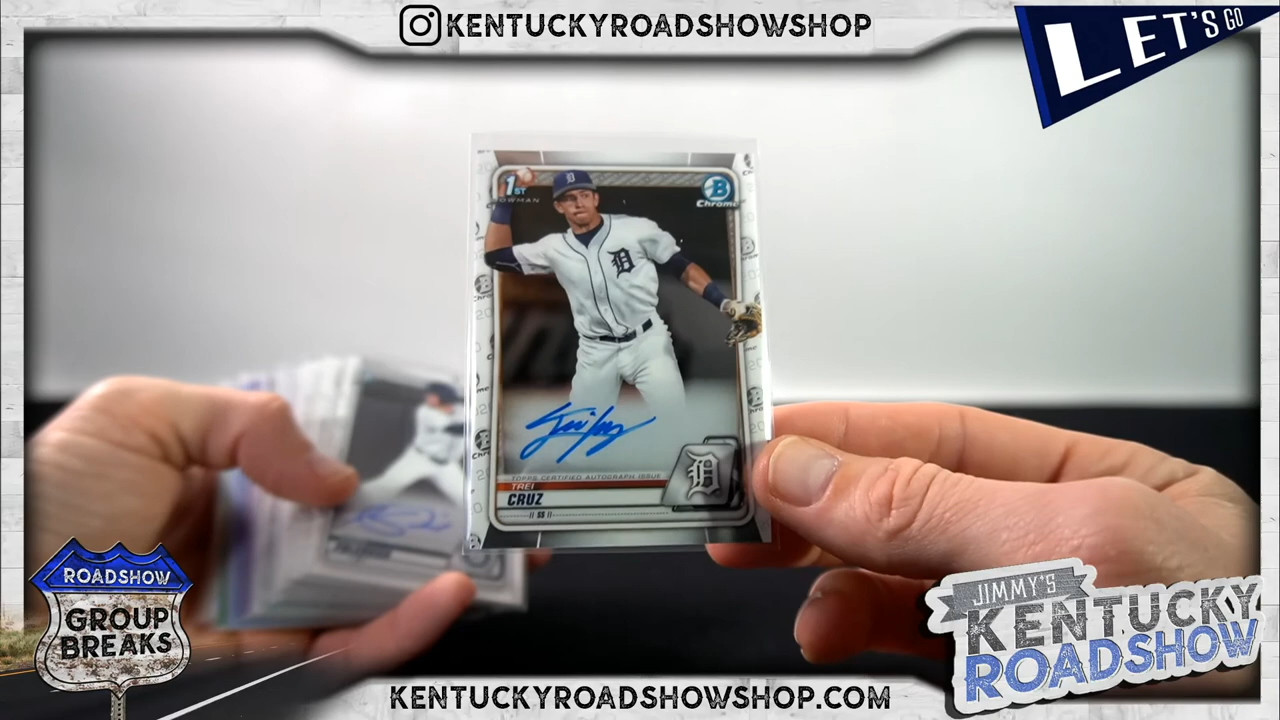 KENTUCKYROADSHOWSHOP
LET'S GO
1ST
BOWMAN
B
Chrome
D
TOPPS CERTIFIED AUTOGRAPH ISSUE
TREI
CRUZ
// SS //
ROADSHOW
GROUP
BREAKS
JIMMY'S
KENTUCKY
ROADSHOW
KENTUCKYROADSHOWSHOP.COM